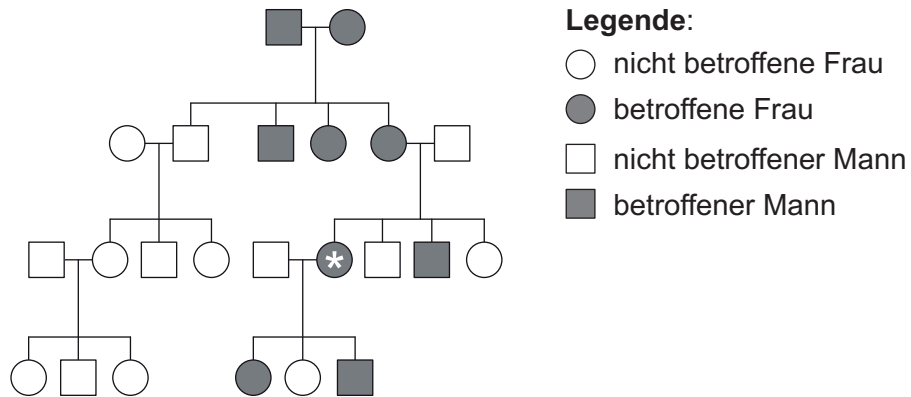 Legende:
nicht betroffene Frau
betroffene Frau
nicht betroffener Mann
betroffener Mann
*